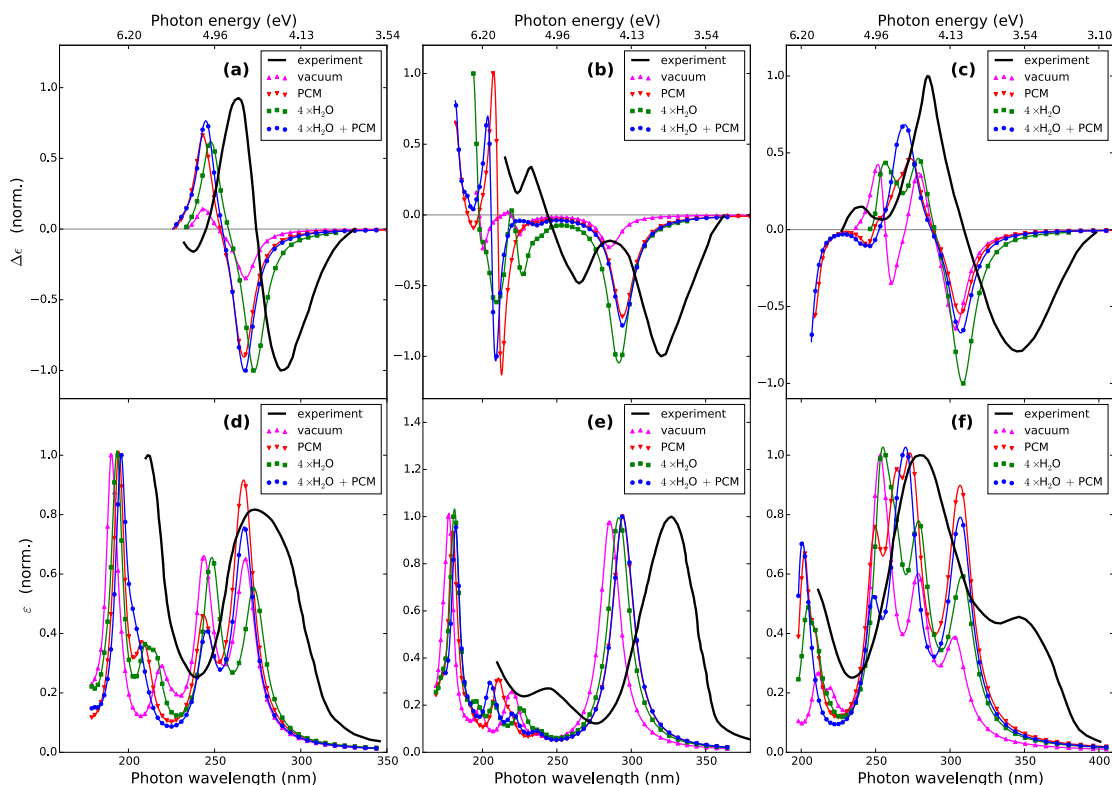 Photon energy (eV) Photon energy (eV) Photon energy (eV)
6.20 4.96 4.13 3.54 6.20 4.96 4.13 3.54 4.96 4.13 3.54 3.10
(a) experiment (b) experiment (c) experiment
vacuum vacuum vacuum
PCM PCM PCM
4×H₂O 4×H₂O 4×H₂O
4×H₂O + PCM 4×H₂O + PCM 4×H₂O + PCM
1.0 1.0 1.0
0.5 0.5 0.5
Δε (norm.) 0.0 0.0 0.0
−0.5 −0.5 −0.5
−1.0 −1.0 −1.0
(d) experiment (e) experiment (f) experiment
vacuum vacuum vacuum
PCM PCM PCM
4×H₂O 4×H₂O 4×H₂O
4×H₂O + PCM 4×H₂O + PCM 4×H₂O + PCM
1.4
1.2
1.2 1.2
1.0 1.0 1.0
0.8 0.8 0.8
ε (norm.) 0.6 0.6 0.6
0.4 0.4 0.4
0.2 0.2 0.2
0.0 0.0 0.0
200 250 300 350 200 250 300 350 200 250 300 350 400
Photon wavelength (nm) Photon wavelength (nm) Photon wavelength (nm)